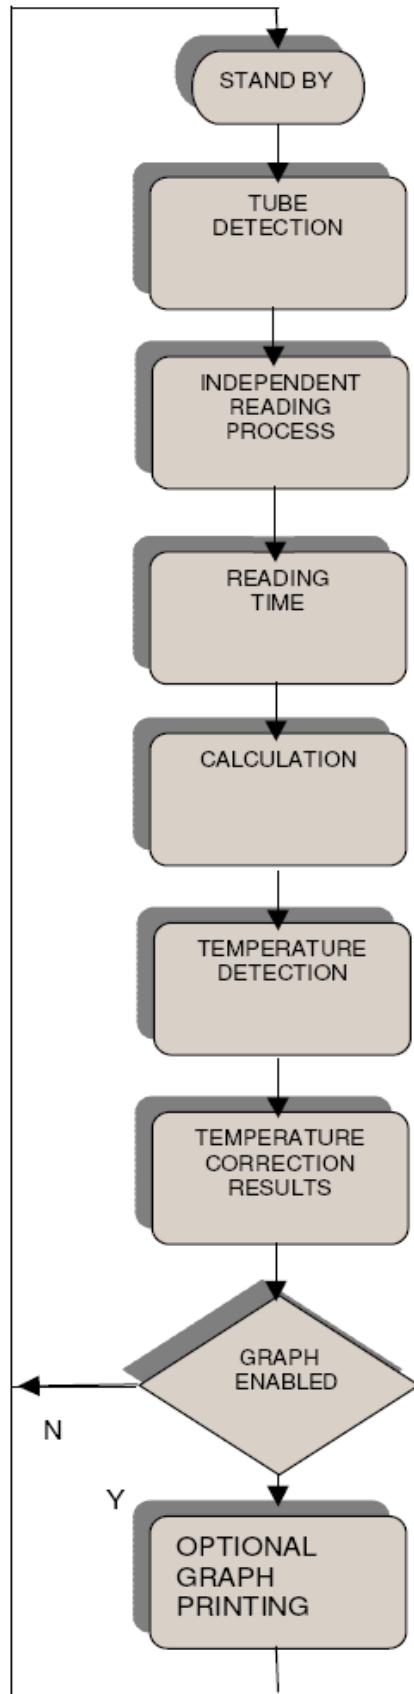 STAND BY
TUBE
DETECTION
INDEPENDENT
READING
PROCESS
READING
TIME
CALCULATION
TEMPERATURE
DETECTION
TEMPERATURE
CORRECTION
RESULTS
GRAPH
ENABLED
N
Y
OPTIONAL
GRAPH
PRINTING